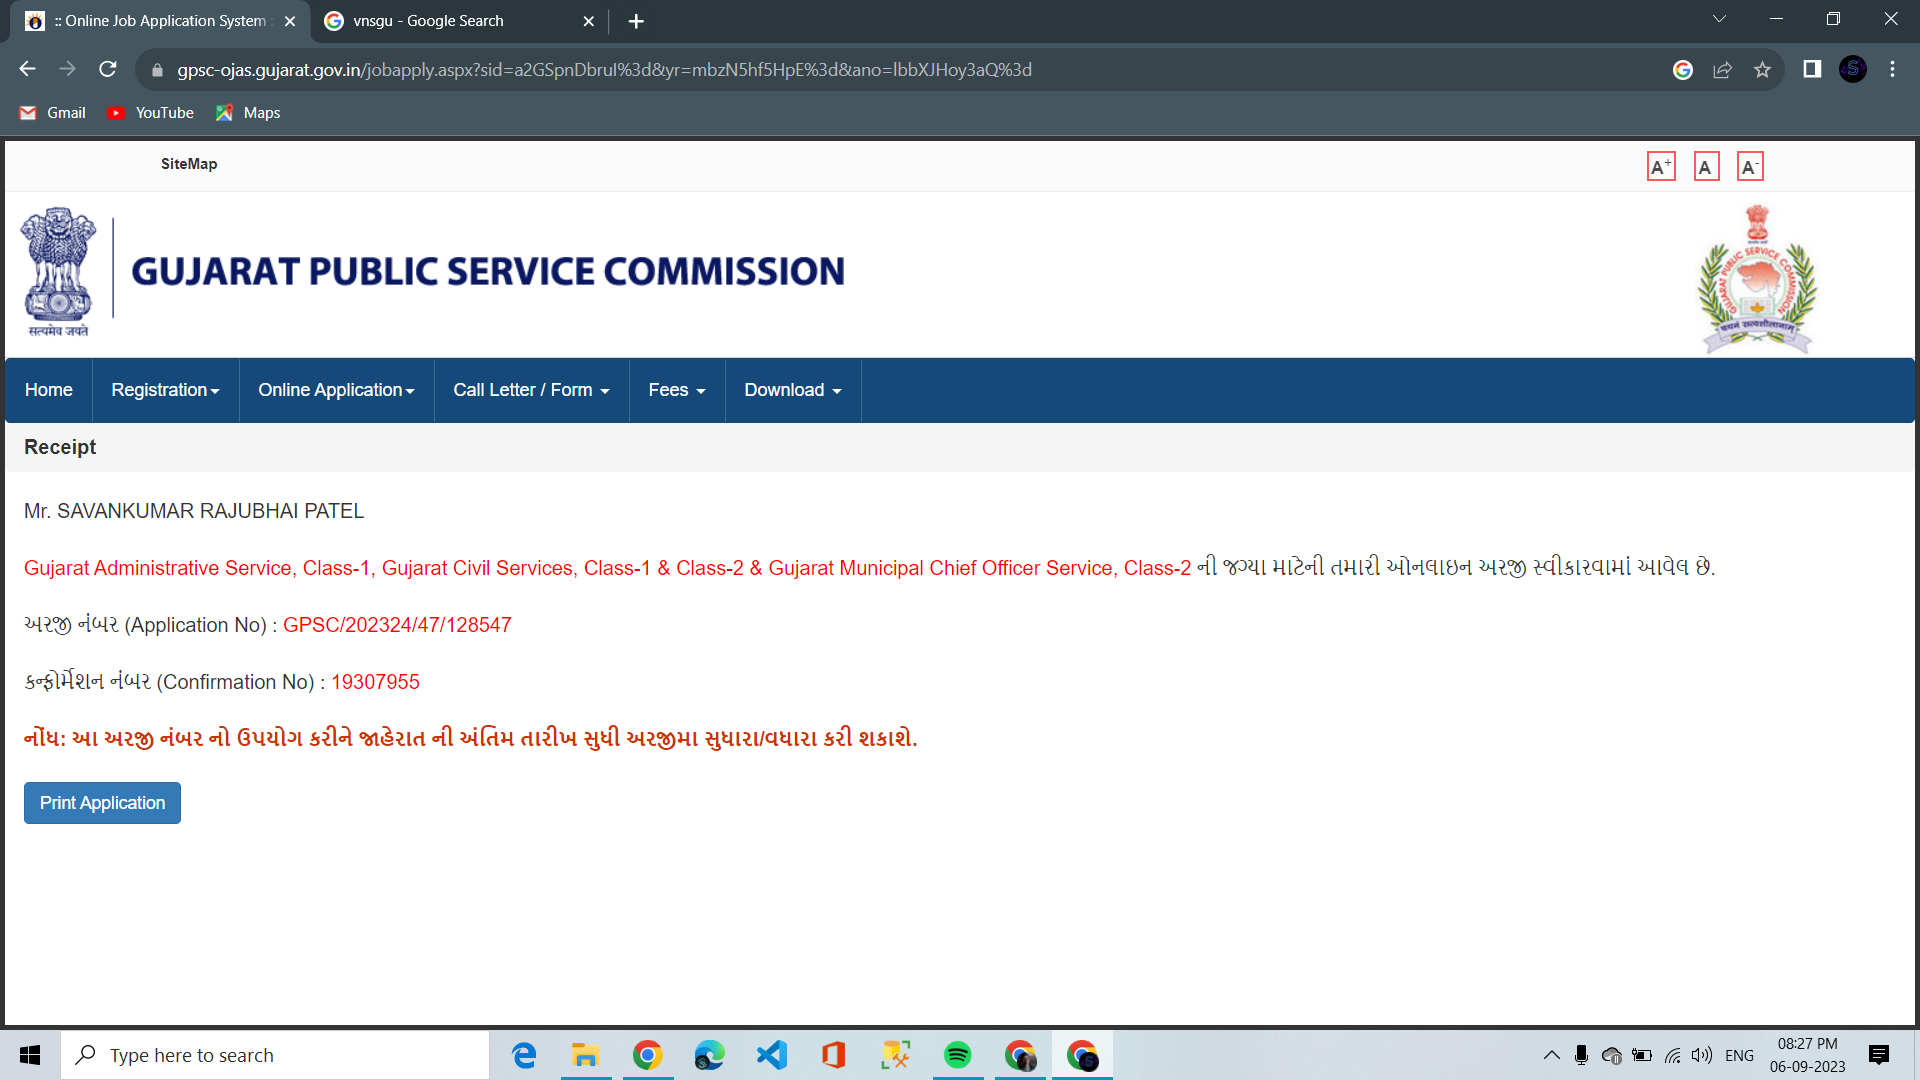 :: Online Job Application System :
vnsgu - Google Search
gpsc-ojas.gujarat.gov.in/jobapply.aspx?sid=a2GSpnDbruI%3d&yr=mbzN5hf5HpE%3d&ano=lbbXJHoy3aQ%3d
Gmail YouTube Maps
SiteMap
A+ A A-
सत्यमेव जयते
GUJARAT PUBLIC SERVICE COMMISSION
GUJARAT PUBLIC SERVICE COMMISSION
Home Registration Online Application Call Letter / Form Fees Download
Receipt
Mr. SAVANKUMAR RAJUBHAI PATEL
Gujarat Administrative Service, Class-1, Gujarat Civil Services, Class-1 & Class-2 & Gujarat Municipal Chief Officer Service, Class-2 ની જગ્યા માટેની તમારી ઓનલાઇન અરજી સ્વીકારવામાં આવેલ છે.
અરજી નંબર (Application No) : GPSC/202324/47/128547
કન્ફોર્મેશન નંબર (Confirmation No) : 19307955
નોંધ: આ અરજી નંબર નો ઉપયોગ કરીને જાહેરાત ની અંતિમ તારીખ સુધી અરજીમા સુધારા/વધારા કરી શકાશે.
Print Application
Type here to search
ENG
08:27 PM
06-09-2023